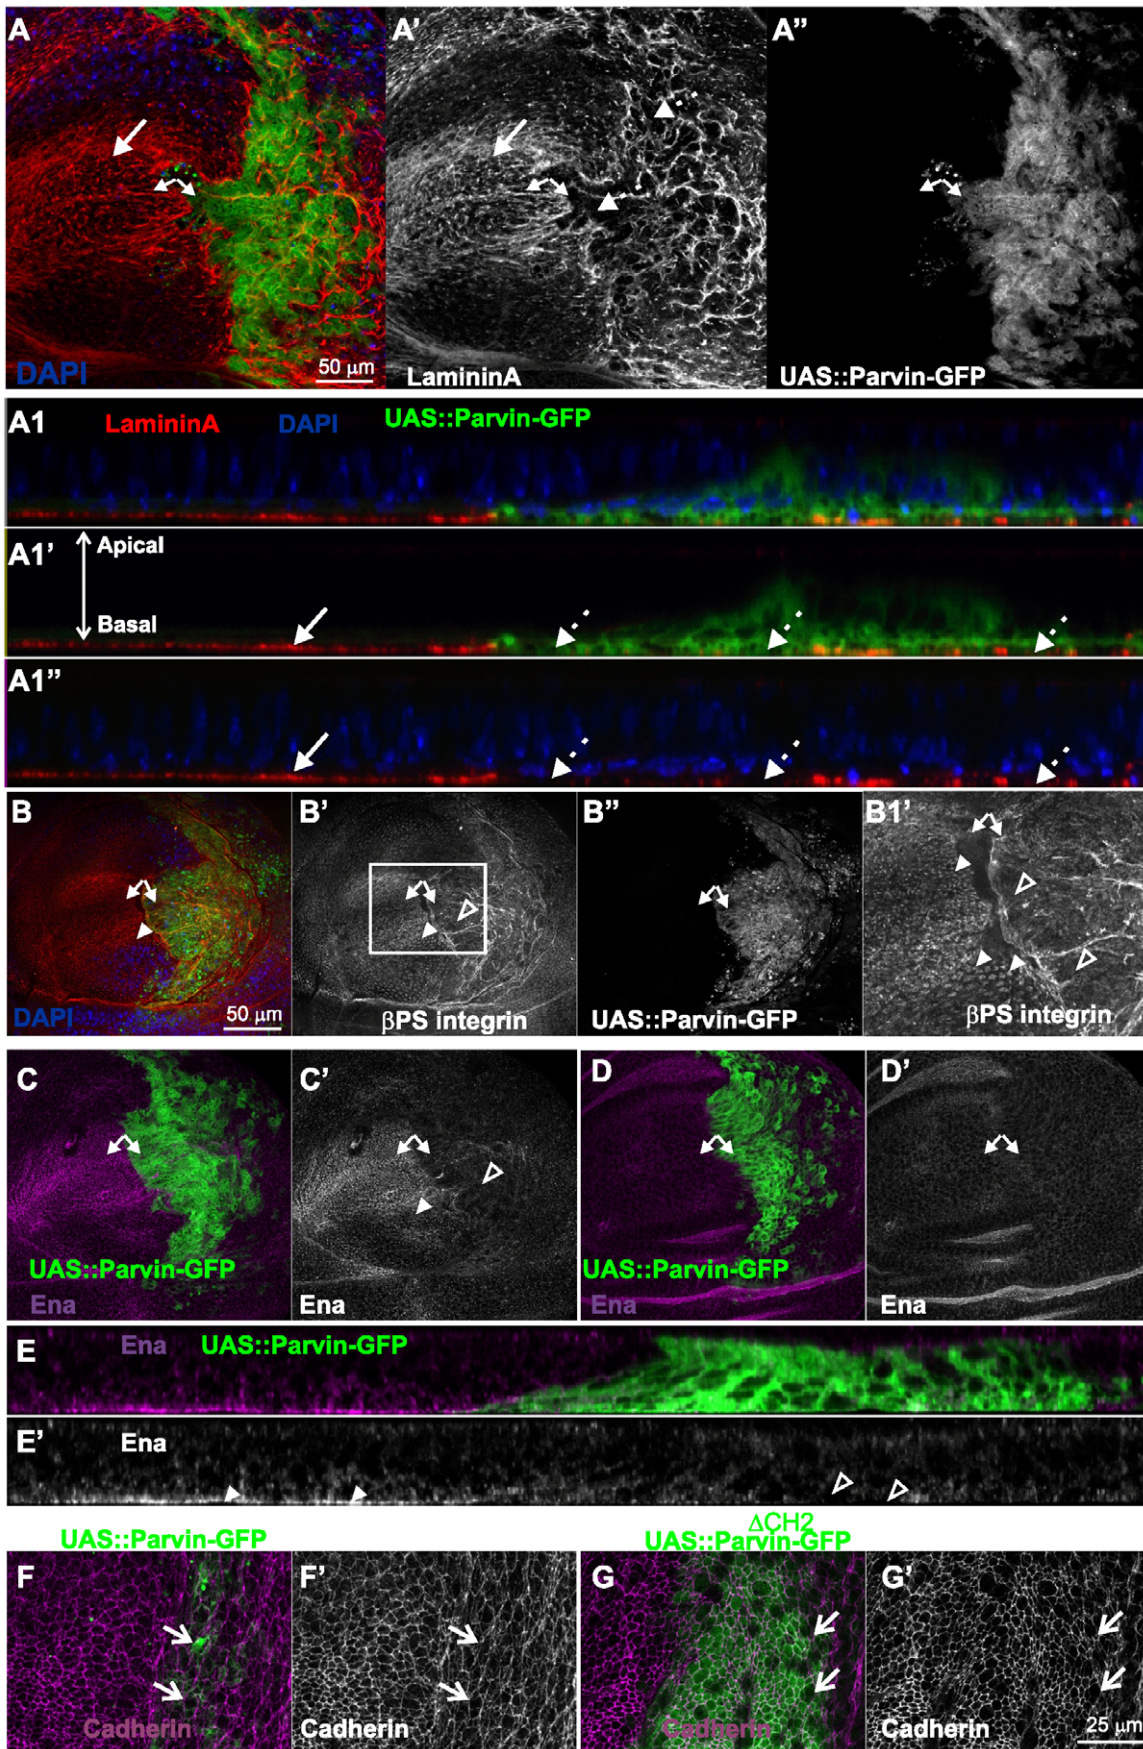 A A' A"
DAPI 50 μm LamininA UAS::Parvin-GFP
A1 LamininA DAPI UAS::Parvin-GFP
A1' Apical
Basal
A1"
B B' B" B1'
DAPI 50 μm βPS integrin UAS::Parvin-GFP βPS integrin
C C' D D'
UAS::Parvin-GFP UAS::Parvin-GFP
Ena Ena Ena Ena
E Ena UAS::Parvin-GFP
E' Ena
ΔCH2
UAS::Parvin-GFP UAS::Parvin-GFP
F F' G G'
Cadherin Cadherin Cadherin Cadherin 25 μm